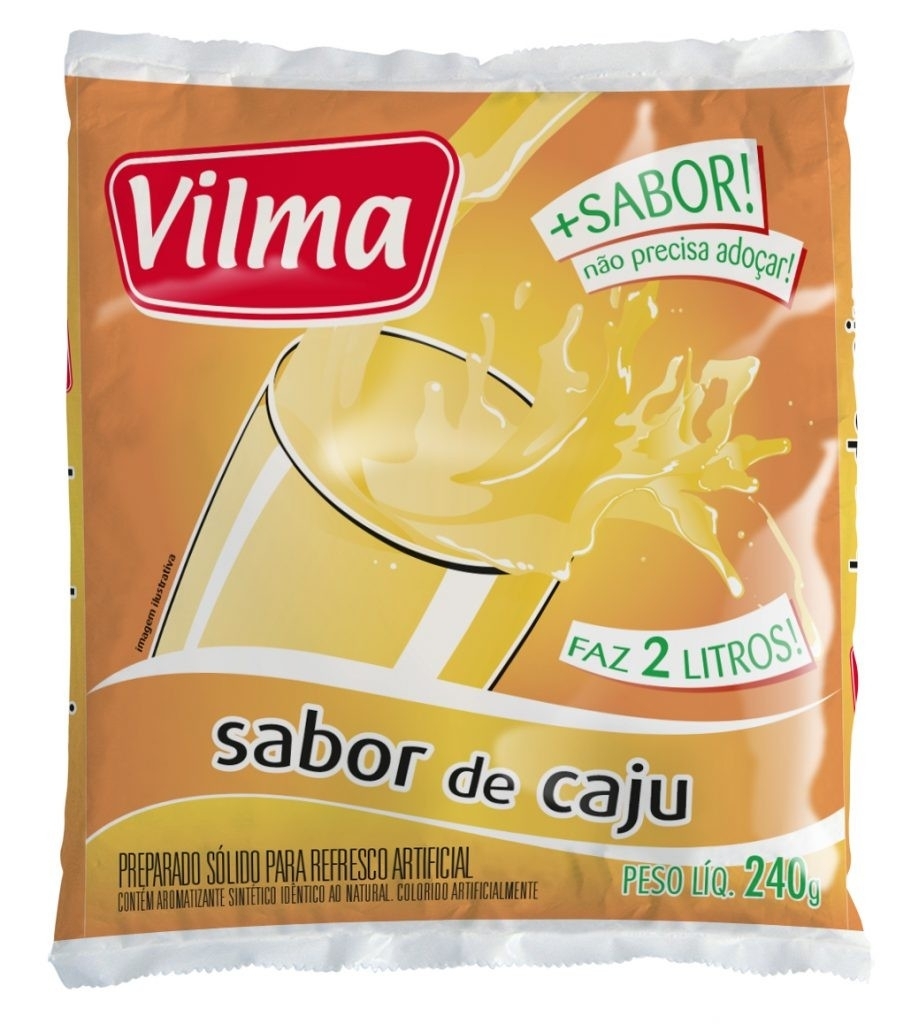 Vilma
+SABOR!
não precisa adoçar!
imagem ilustrativa
FAZ 2 LITROS!
sabor de caju
PREPARADO SÓLIDO PARA REFRESCO ARTIFICIAL
CONTÉM AROMATIZANTE SINTÉTICO IDÊNTICO AO NATURAL. COLORIDO ARTIFICIALMENTE
PESO LÍQ. 240g